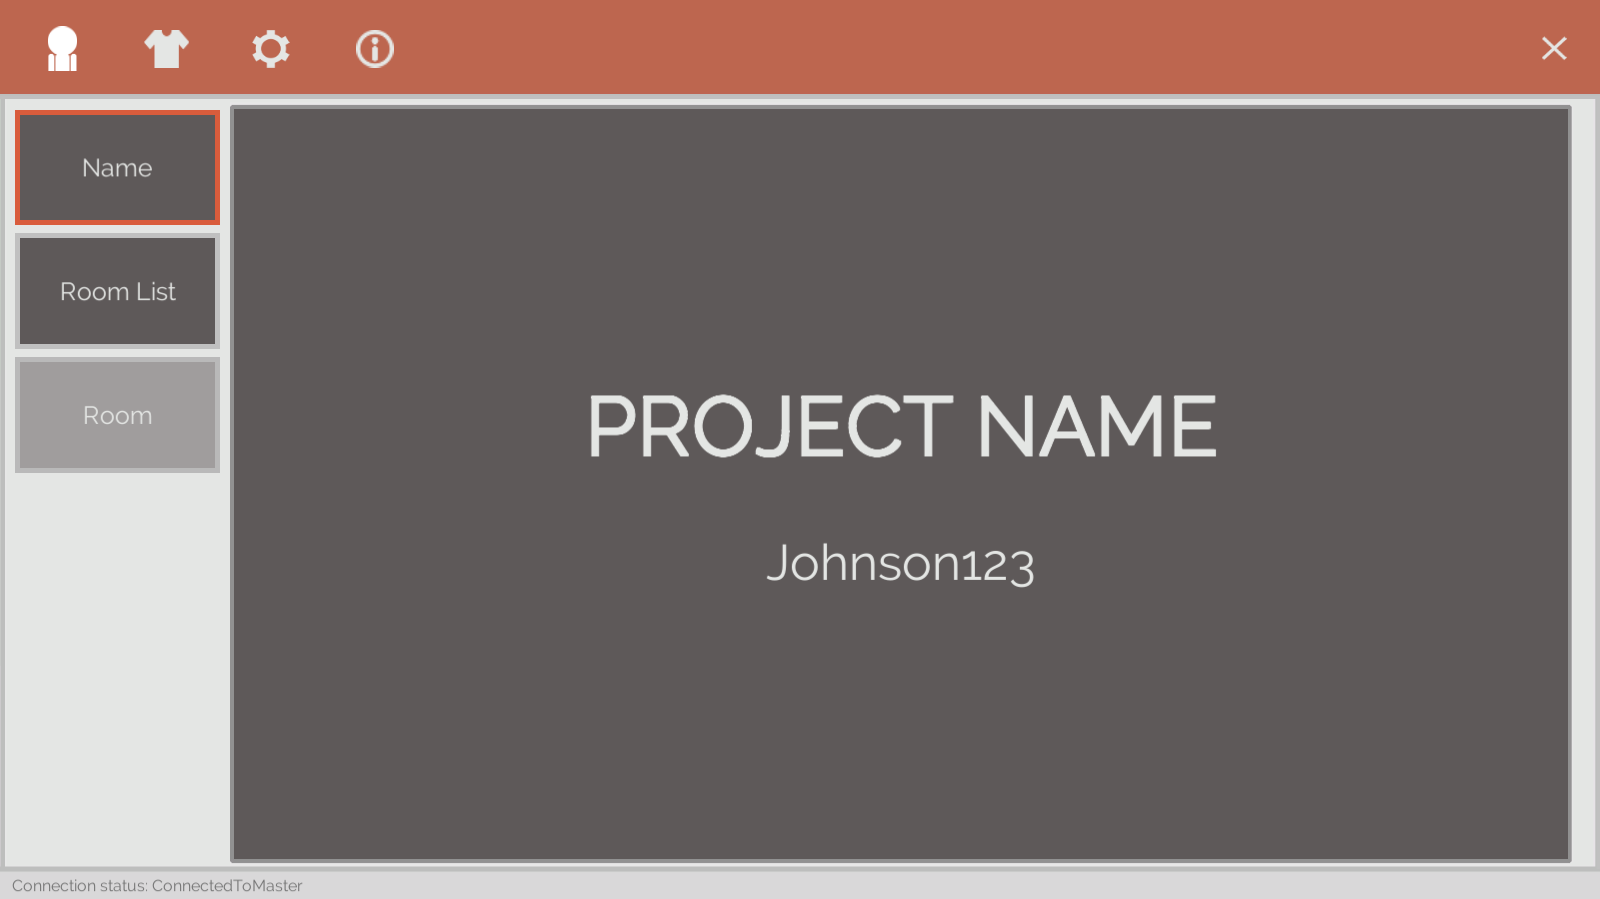 Name
Room List
Room
PROJECT NAME
Johnson123
Connection status: ConnectedToMaster